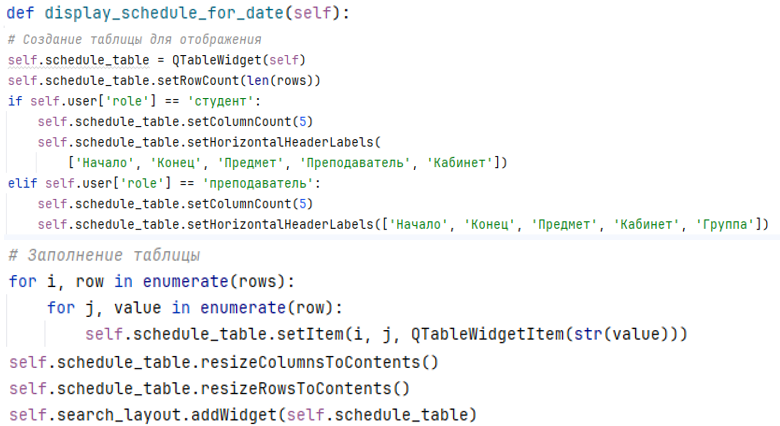 def display_schedule_for_date(self):
# Создание таблицы для отображения
self.schedule_table = QTableWidget(self)
self.schedule_table.setRowCount(len(rows))
if self.user['role'] == 'студент':
    self.schedule_table.setColumnCount(5)
    self.schedule_table.setHorizontalHeaderLabels(
        ['Начало', 'Конец', 'Предмет', 'Преподаватель', 'Кабинет'])
elif self.user['role'] == 'преподаватель':
    self.schedule_table.setColumnCount(5)
    self.schedule_table.setHorizontalHeaderLabels(['Начало', 'Конец', 'Предмет', 'Кабинет', 'Группа'])
# Заполнение таблицы
for i, row in enumerate(rows):
    for j, value in enumerate(row):
        self.schedule_table.setItem(i, j, QTableWidgetItem(str(value)))
self.schedule_table.resizeColumnsToContents()
self.schedule_table.resizeRowsToContents()
self.search_layout.addWidget(self.schedule_table)